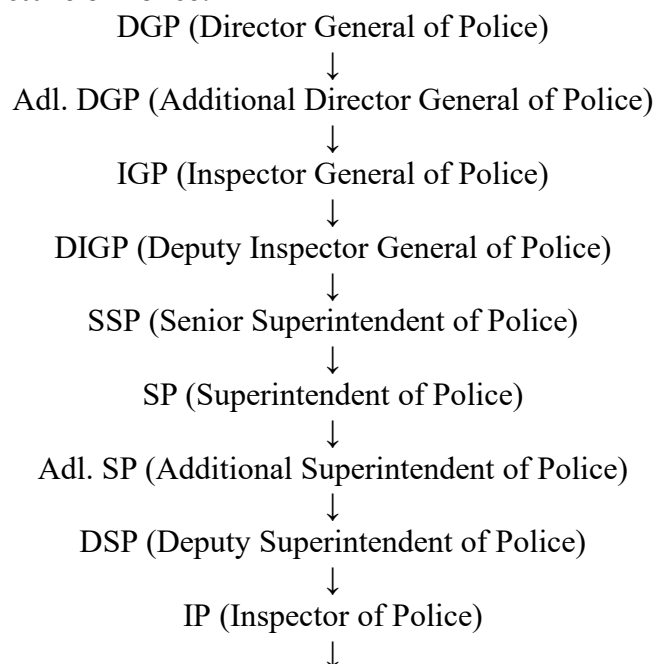 DGP (Director General of Police)
↓
Adl. DGP (Additional Director General of Police)
↓
IGP (Inspector General of Police)
↓
DIGP (Deputy Inspector General of Police)
↓
SSP (Senior Superintendent of Police)
↓
SP (Superintendent of Police)
↓
Adl. SP (Additional Superintendent of Police)
↓
DSP (Deputy Superintendent of Police)
↓
IP (Inspector of Police)
↓